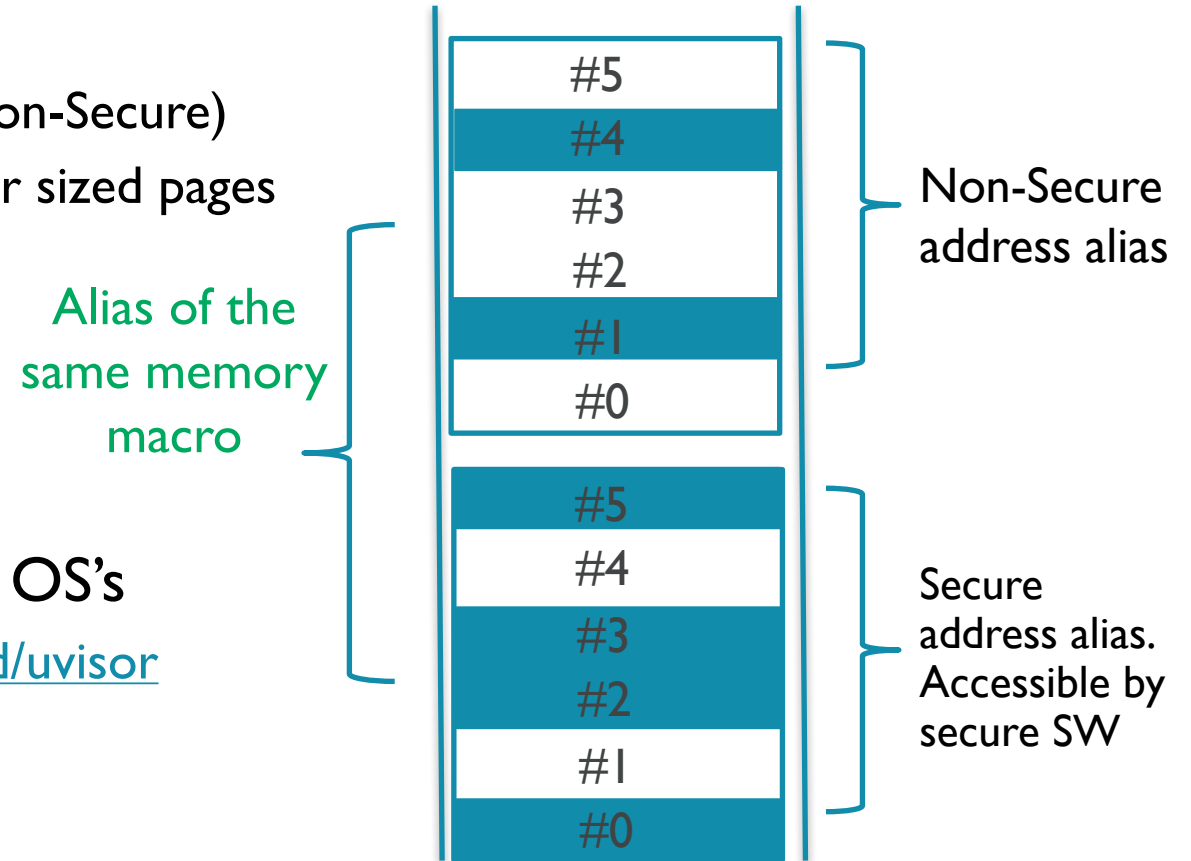 on-Secure)
r sized pages
Alias of the
same memory
macro
OS's
d/uvisor
#5
#4
#3
#2
#1
#0
#5
#4
#3
#2
#1
#0
Non-Secure
address alias
Secure
address alias.
Accessible by
secure SW